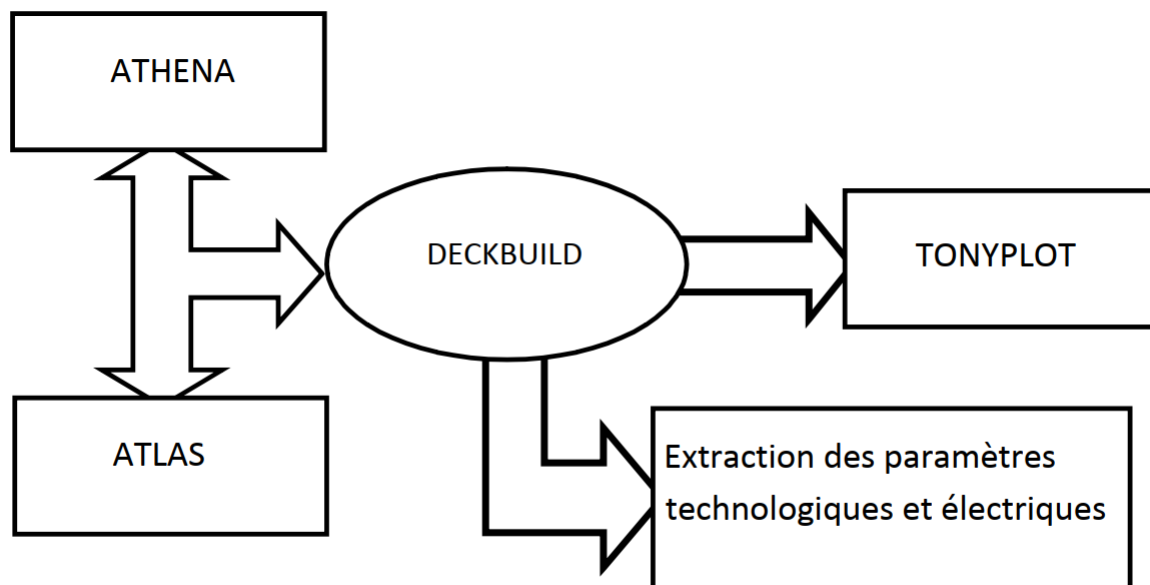 ATHENA
DECKBUILD
TONYPLOT
ATLAS
Extraction des paramètres
technologiques et électriques